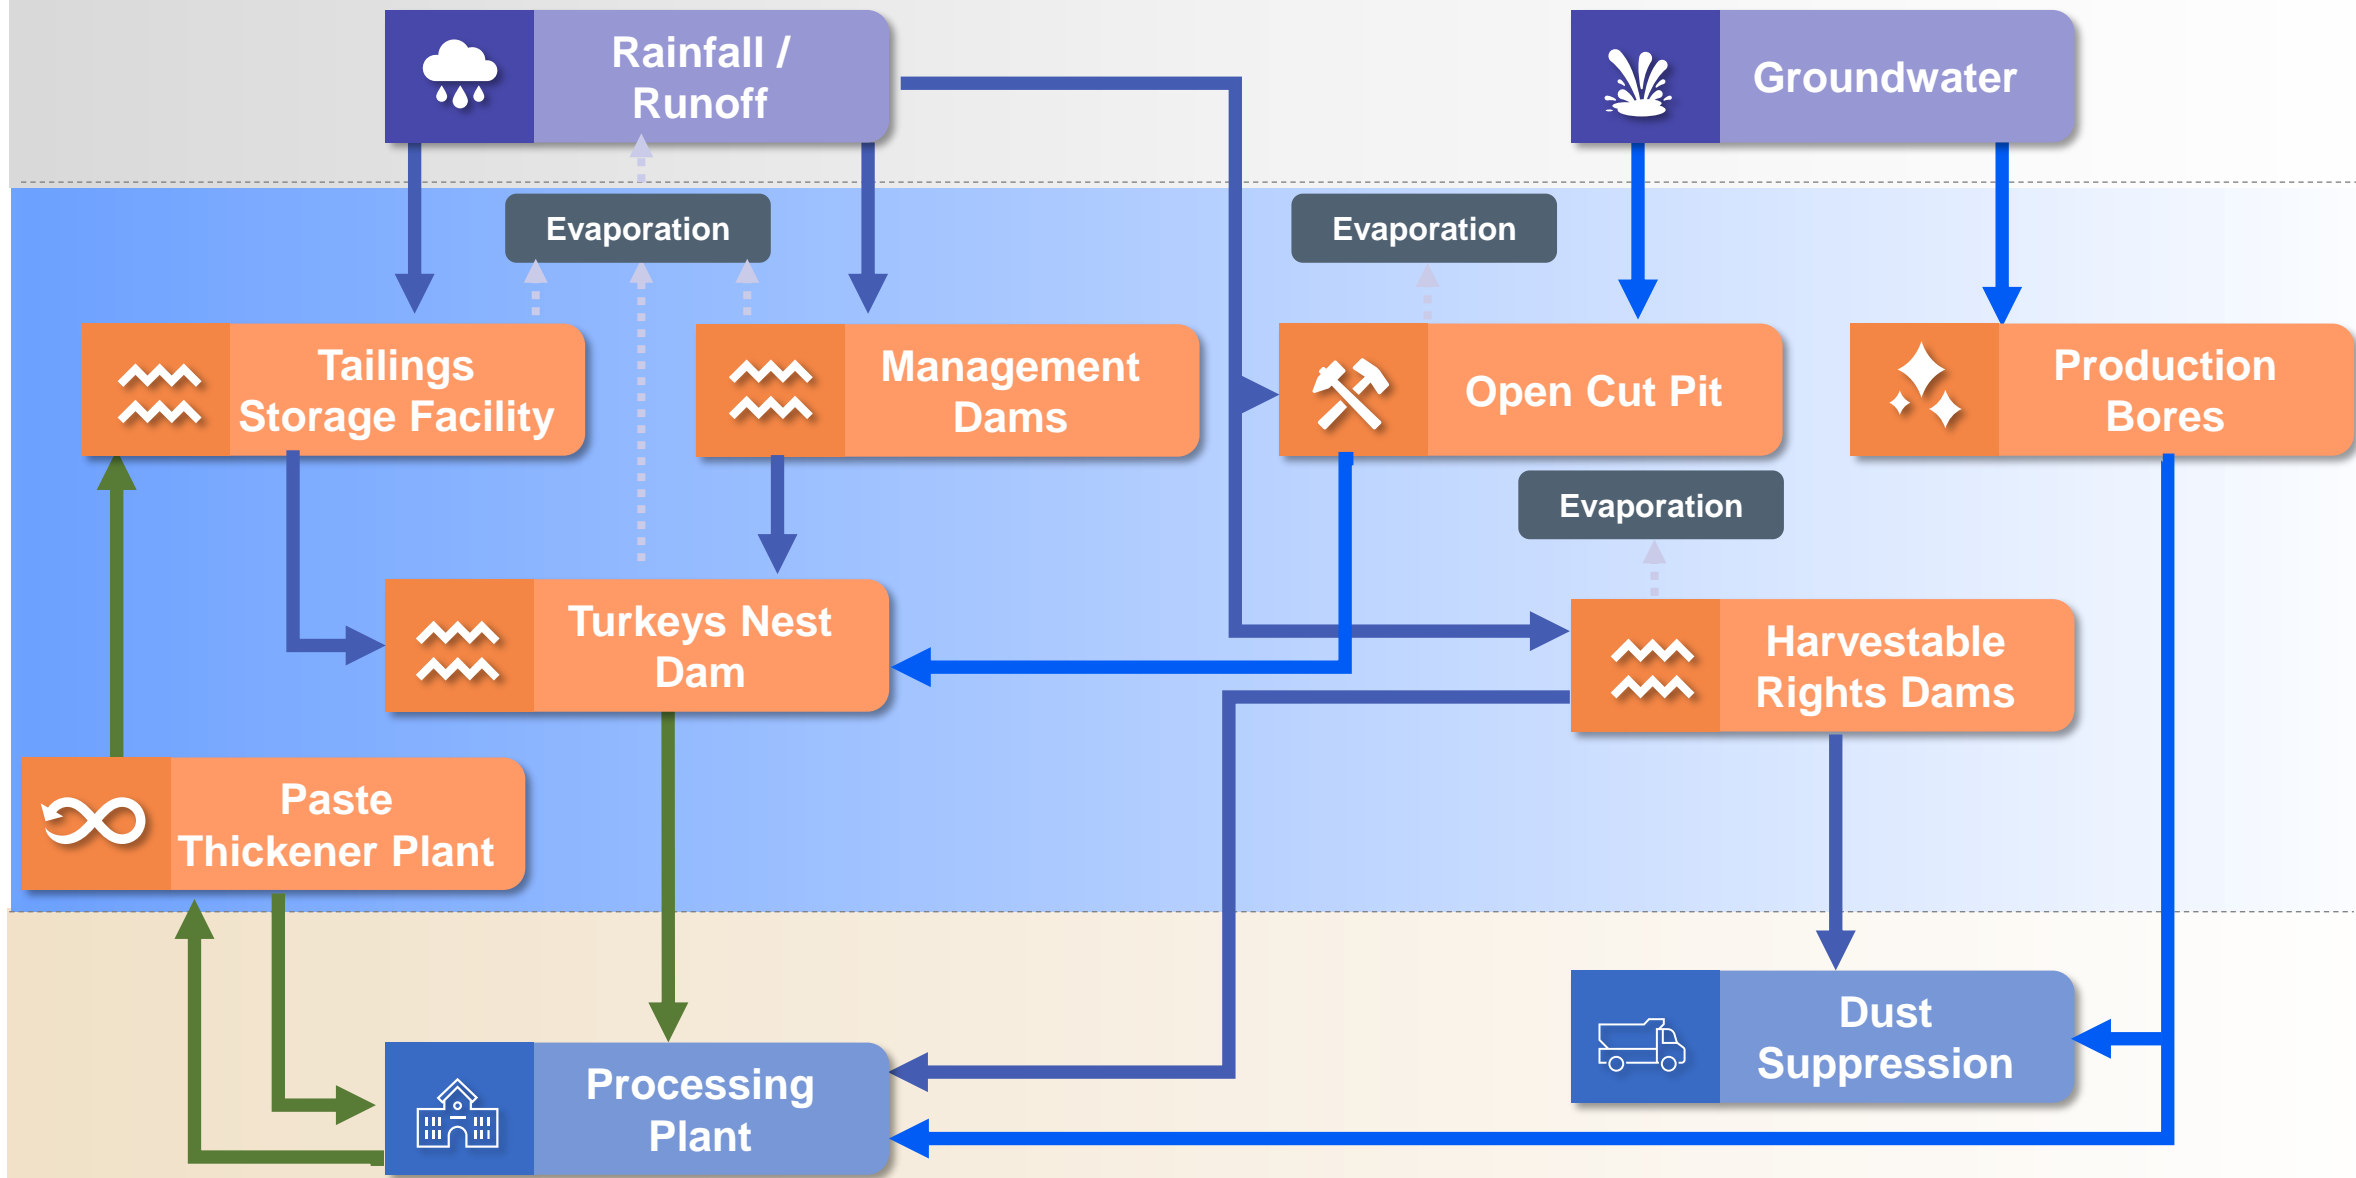 Rainfall /
Runoff
Groundwater
Evaporation
Evaporation
Tailings
Storage Facility
Management
Dams
Open Cut Pit
Production
Bores
Evaporation
Turkeys Nest
Dam
Harvestable
Rights Dams
Paste
Thickener Plant
Dust
Suppression
Processing
Plant